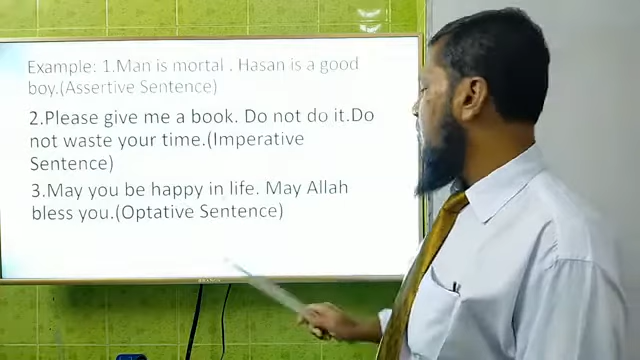 Example: 1.Man is mortal . Hasan is a good
boy.(Assertive Sentence)
2.Please give me a book. Do not do it.Do
not waste your time.(Imperative
Sentence)
3.May you be happy in life. May Allah
bless you.(Optative Sentence)